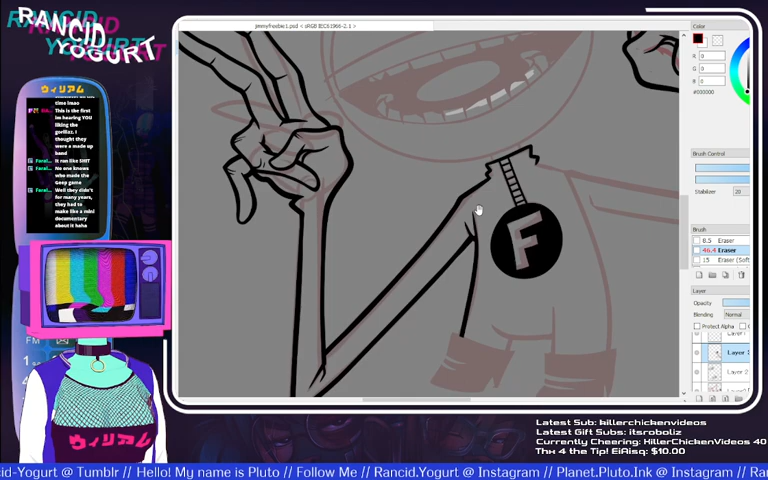 RANCID
YOGURT
jimmyfreebie1.psd < sRGB IEC61966-2.1 >
Color
R
0
G
0
B
0
#000000
Brush Control
Stabilizer 20
Brush
8.5 Eraser
46.4 Eraser
15 Eraser (Soft
Layer
Opacity
Blending Normal
Protect Alpha
Layer
Layer 2
ウィリアム
time lmao
This is the first
im hearing YOU
liking the
gorillaz. I
thought they
were a made up
band
It ran like SHIT
No one knows
who made the
Goop game
Well they didn't
for many years,
they had to
make like a mini
documentary
about it haha
F
FM
ウィリアム
Latest Sub: killerchickenvideos
Latest Gift Subs: itsroboliz
Currently Cheering: KillerChickenVideos 40
Thx 4 the Tip! EiAisq: $10.00
cid-Yogurt @ Tumblr // Hello! My name is Pluto // Follow Me // Rancid.Yogurt @ Instagram // Planet.Pluto.Ink @ Instagram // Ra